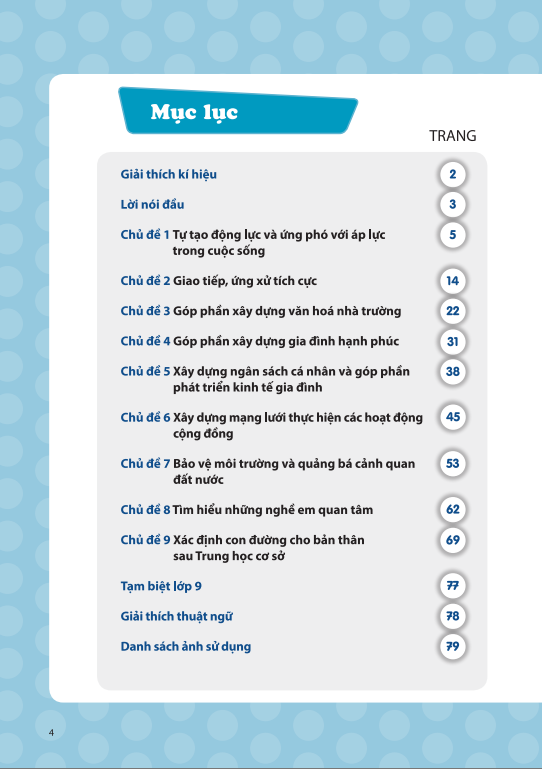 Mục lục
TRANG
Giải thích kí hiệu 2
Lời nói đầu 3
Chủ đề 1 Tự tạo động lực và ứng phó với áp lực 5
trong cuộc sống
Chủ đề 2 Giao tiếp, ứng xử tích cực 14
Chủ đề 3 Góp phần xây dựng văn hoá nhà trường 22
Chủ đề 4 Góp phần xây dựng gia đình hạnh phúc 31
Chủ đề 5 Xây dựng ngân sách cá nhân và góp phần 38
phát triển kinh tế gia đình
Chủ đề 6 Xây dựng mạng lưới thực hiện các hoạt động 45
cộng đồng
Chủ đề 7 Bảo vệ môi trường và quảng bá cảnh quan 53
đất nước
Chủ đề 8 Tìm hiểu những nghề em quan tâm 62
Chủ đề 9 Xác định con đường cho bản thân 69
sau Trung học cơ sở
Tạm biệt lớp 9 77
Giải thích thuật ngữ 78
Danh sách ảnh sử dụng 79
4